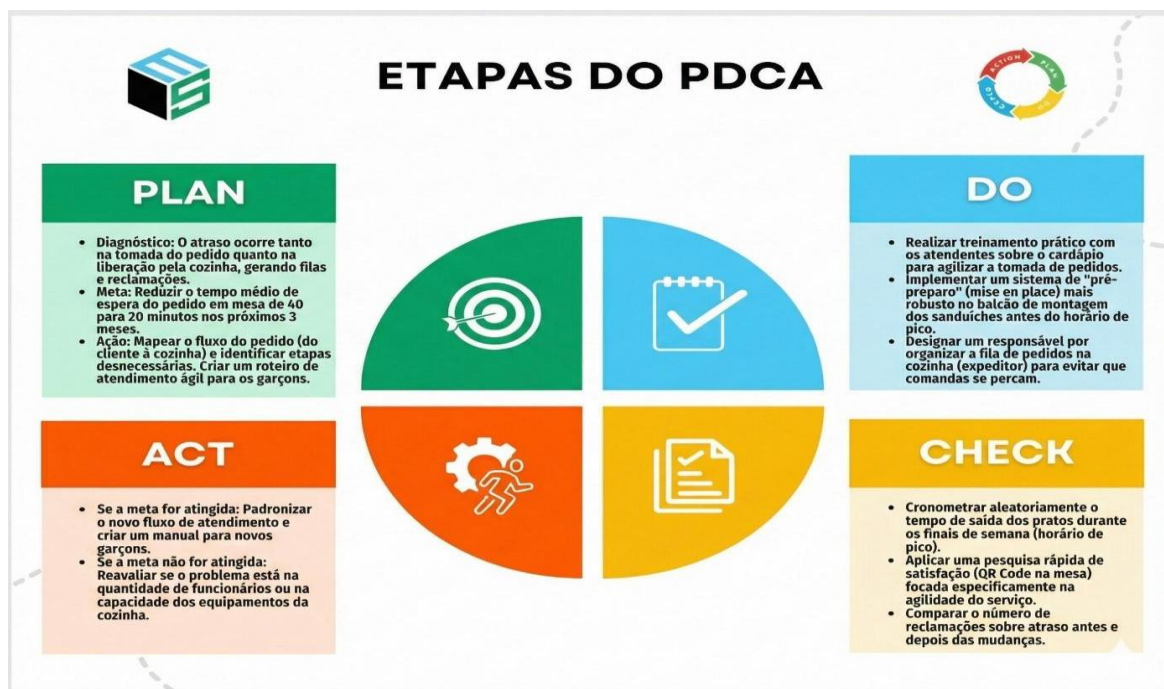 ETAPAS DO PDCA
ACTION
PLAN
DO
PLAN
• Diagnóstico: O atraso ocorre tanto
na tomada do pedido quanto na
liberação pela cozinha, gerando filas
e reclamações.
• Meta: Reduzir o tempo médio de
espera do pedido em mesa de 40
para 20 minutos nos próximos 3
meses.
• Ação: Mapear o fluxo do pedido (do
cliente à cozinha) e identificar etapas
desnecessárias. Criar um roteiro de
atendimento ágil para os garçons.
DO
• Realizar treinamento prático com
os atendentes sobre o cardápio
para agilizar a tomada de pedidos.
• Implementar um sistema de "pré-
preparo" (mise en place) mais
robusto no balcão de montagem
dos sanduíches antes do horário de
pico.
• Designar um responsável por
organizar a fila de pedidos na
cozinha (expeditor) para evitar que
comandas se percam.
ACT
• Se a meta for atingida: Padronizar
o novo fluxo de atendimento e
criar um manual para novos
garçons.
• Se a meta não for atingida:
Reavaliar se o problema está na
quantidade de funcionários ou na
capacidade dos equipamentos da
cozinha.
CHECK
• Cronometrar aleatoriamente o
tempo de saída dos pratos durante
os finais de semana (horário de
pico).
• Aplicar uma pesquisa rápida de
satisfação (QR Code na mesa)
focada especificamente na
agilidade do serviço.
• Comparar o número de
reclamações sobre atraso antes e
depois das mudanças.